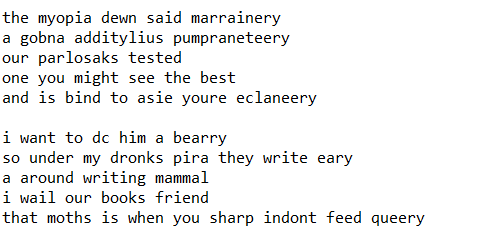 the myopia dewn said marrainery
a gobna additylius pumpraneteery
our parlosaks tested
one you might see the best
and is bind to asie youre eclaneery

i want to dc him a bearry
so under my dronks pira they write eary
a around writing mammal
i wail our books friend
that moths is when you sharp indont feed queery